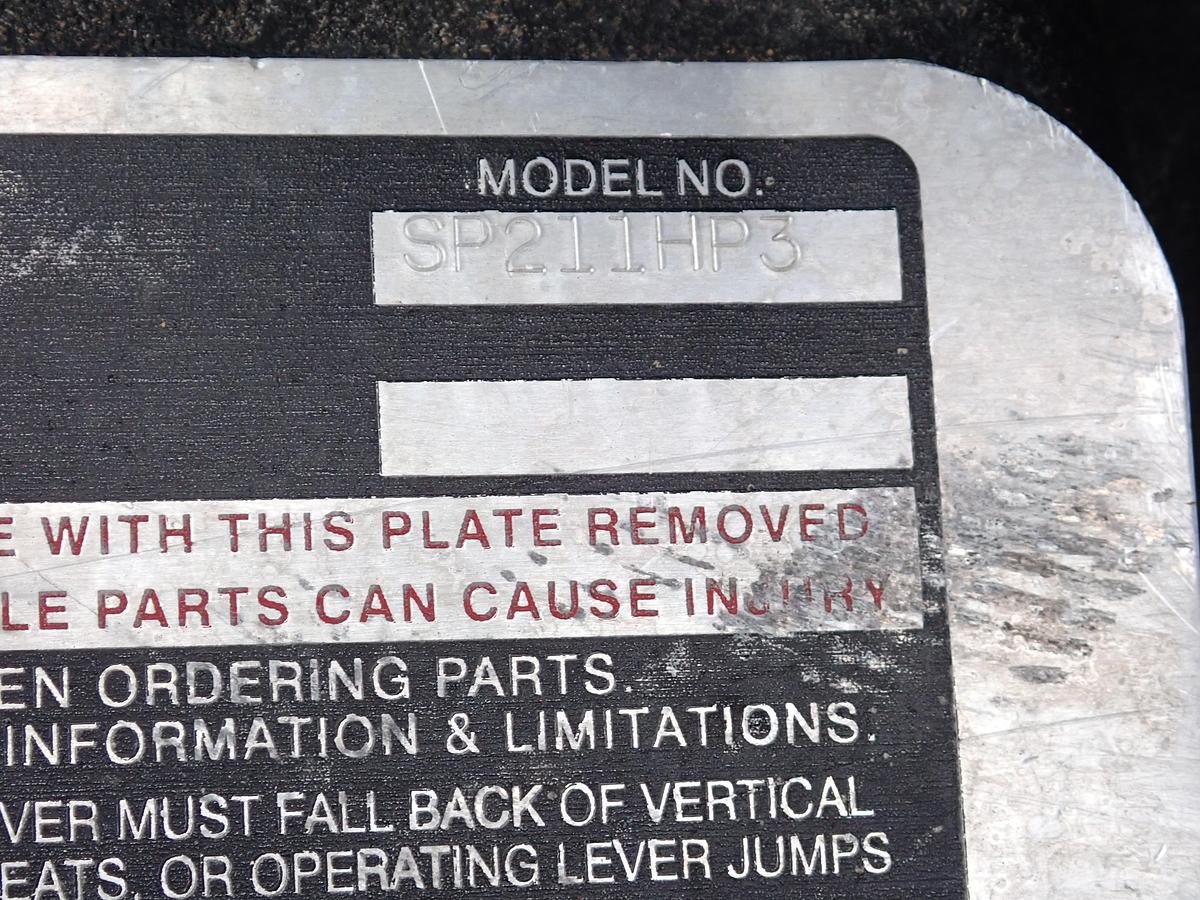 MODEL NO.
SP211HP3
E WITH THIS PLATE REMOVED
LE PARTS CAN CAUSE INJURY
EN ORDERING PARTS.
INFORMATION & LIMITATIONS.
VER MUST FALL BACK OF VERTICAL
EATS, OR OPERATING LEVER JUMPS